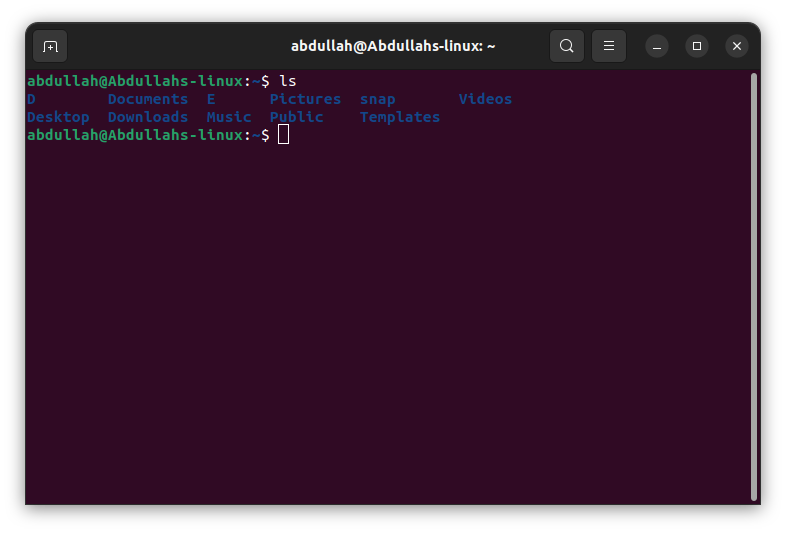 abdullah@Abdullahs-linux: ~
abdullah@Abdullahs-linux:~$ ls
D        Documents  E      Pictures  snap       Videos
Desktop  Downloads  Music  Public    Templates
abdullah@Abdullahs-linux:~$